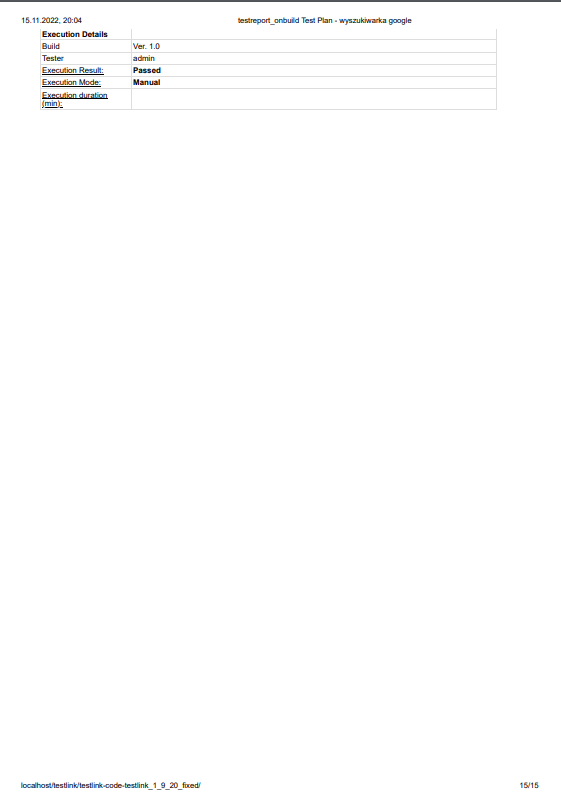 15.11.2022, 20:04 testreport_onbuild Test Plan - wyszukiwarka google
Execution Details
Build Ver. 1.0
Tester admin
Execution Result: Passed
Execution Mode: Manual
Execution duration
(min):
localhost/testlink/testlink-code-testlink_1_9_20_fixed/ 15/15